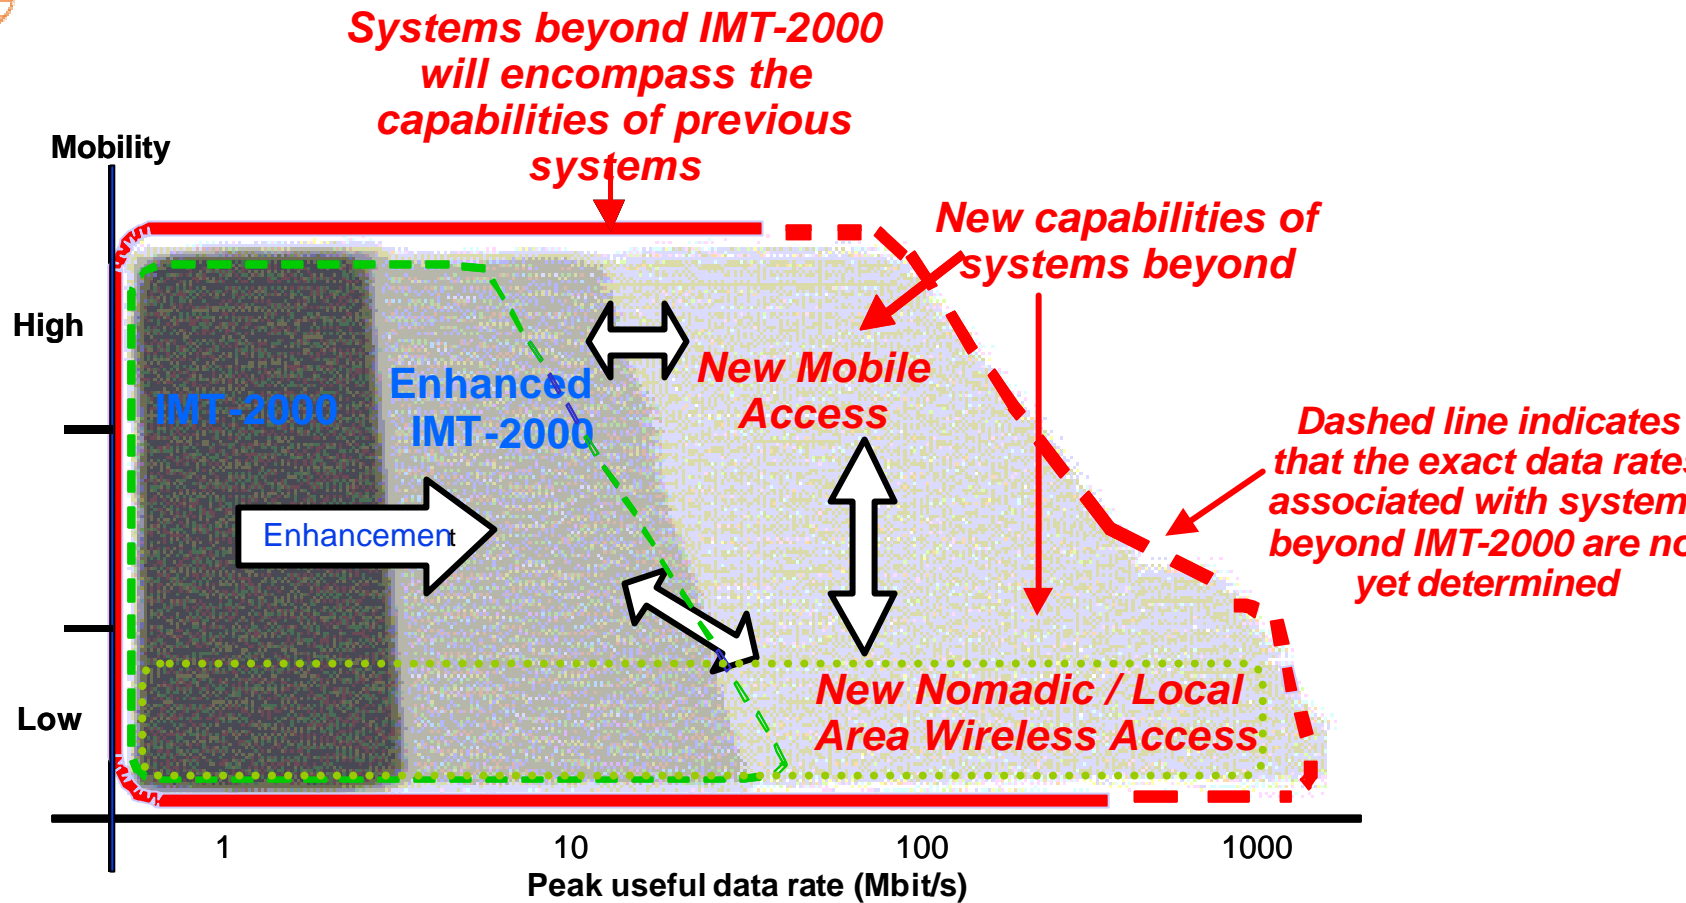 Systems beyond IMT-2000
will encompass the
capabilities of previous
systems
Mobility
New capabilities of
systems beyond
High
New Mobile
Access
Enhanced
IMT-2000
IMT-2000
Dashed line indicates
that the exact data rates
associated with system
beyond IMT-2000 are no
yet determined
Enhancement
Low
New Nomadic / Local
Area Wireless Access
1
10
100
1000
Peak useful data rate (Mbit/s)